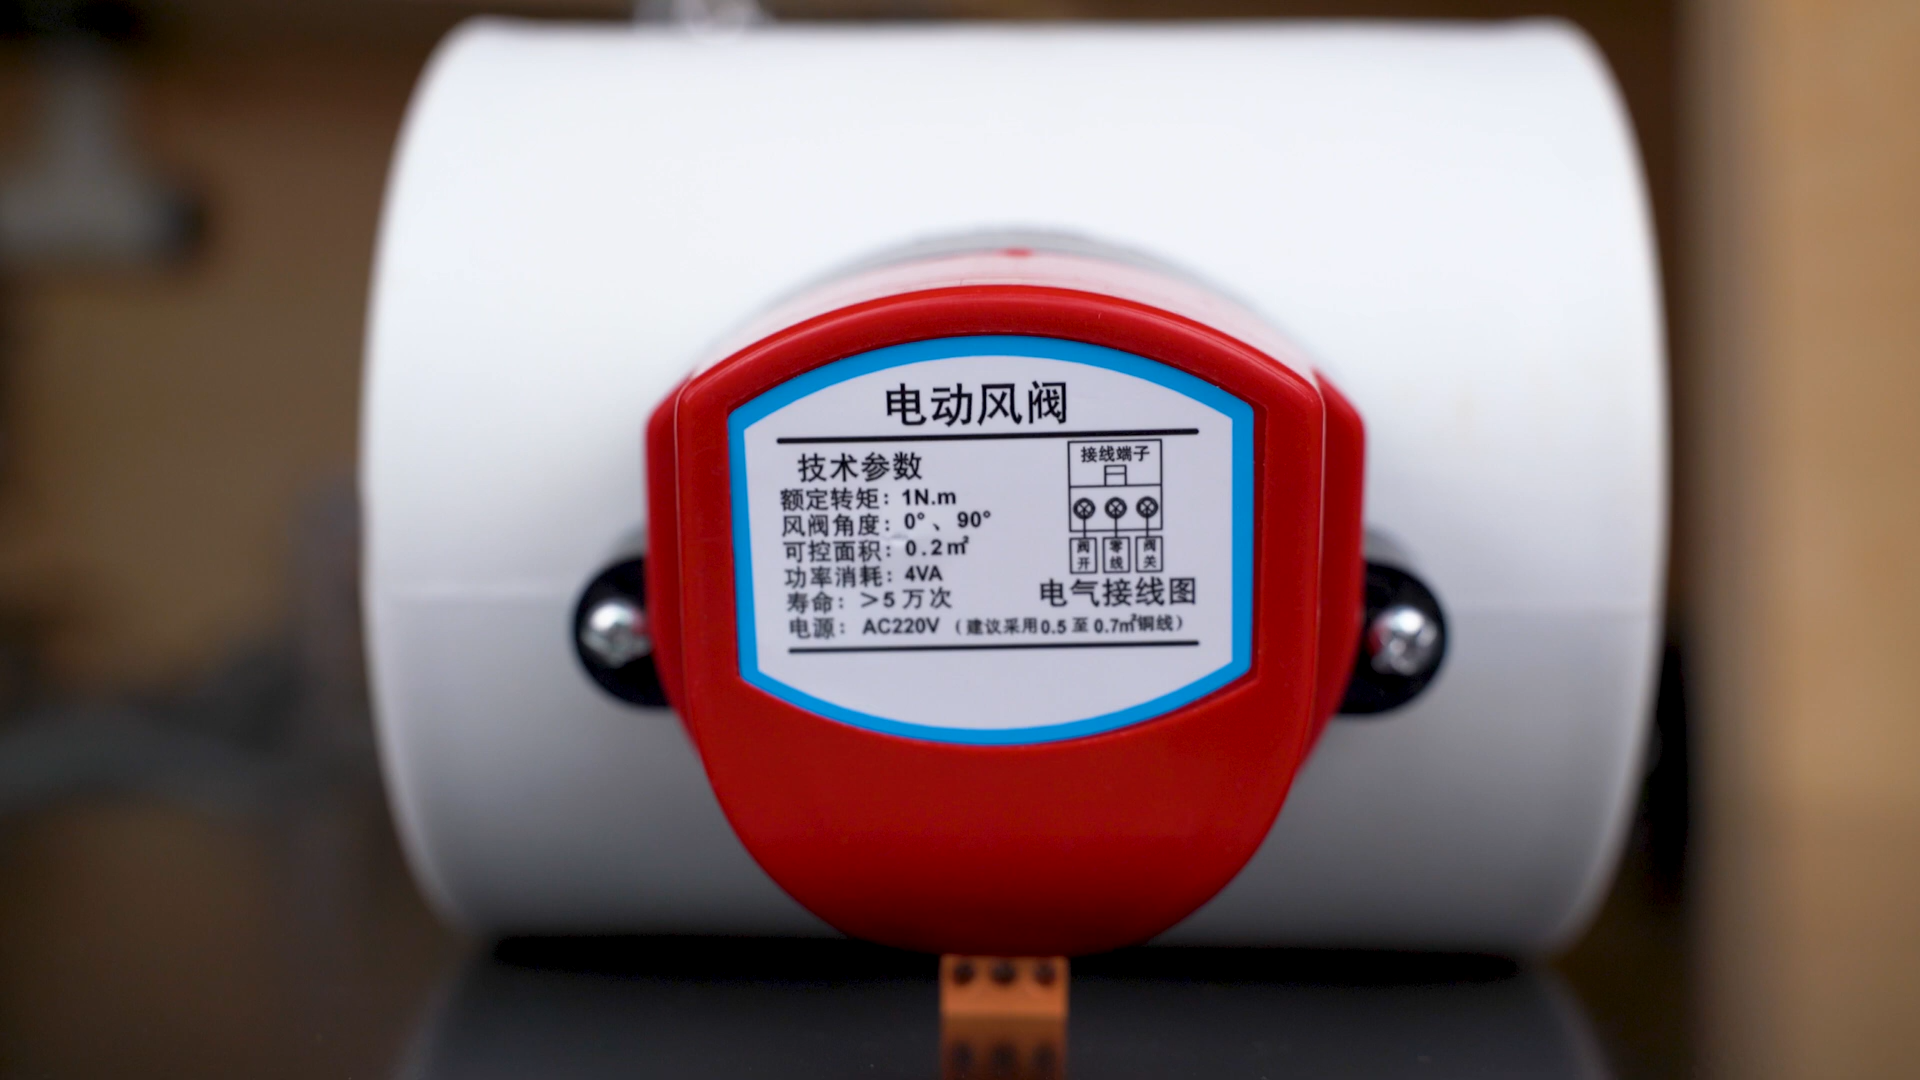 电动风阀
技术参数
额定转矩：1N.m
风阀角度：0°、90°
可控面积：0.2㎡
功率消耗：4VA
寿命：＞5万次
电源：AC220V（建议采用0.5至0.7㎡铜线）
接线端子
阀开 零线 阀关
电气接线图